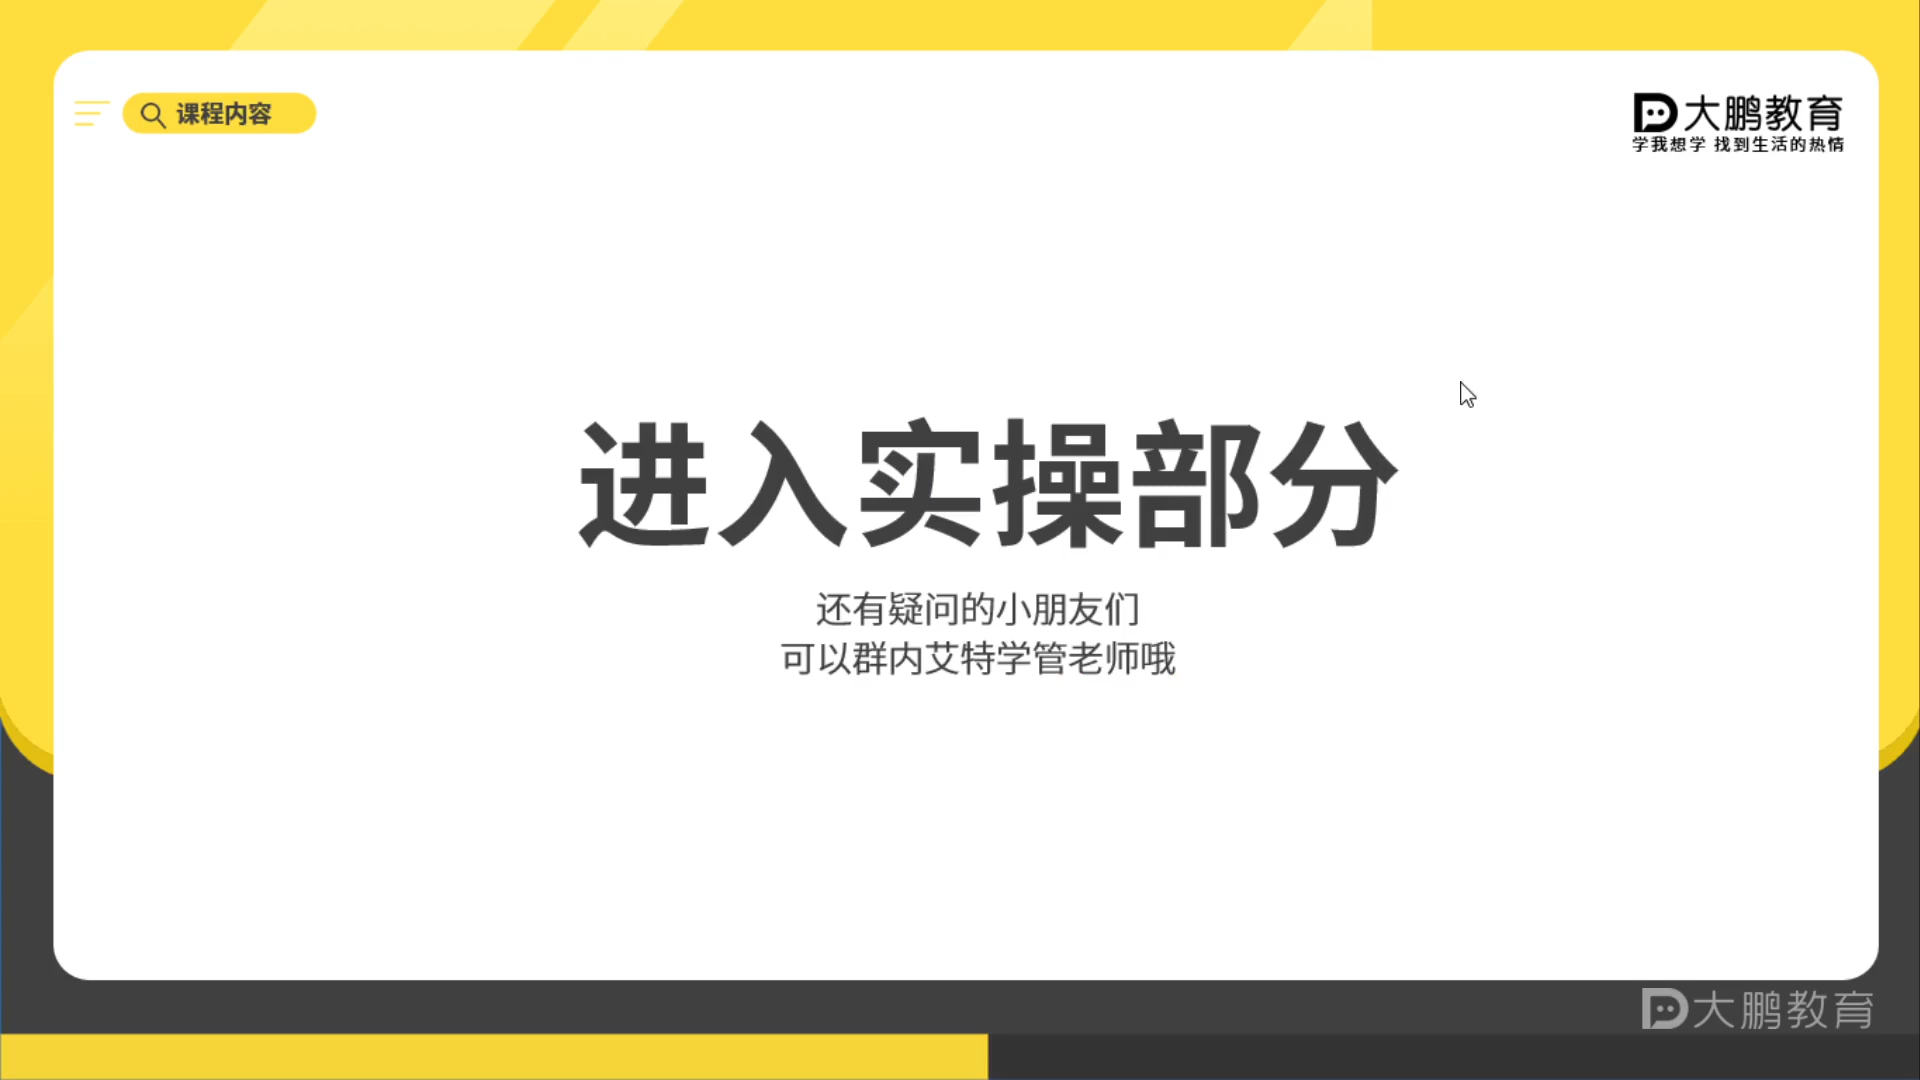 课程内容
大鹏教育
学我想学 找到生活的热情
进入实操部分
还有疑问的小朋友们
可以群内艾特学管老师哦
大鹏教育